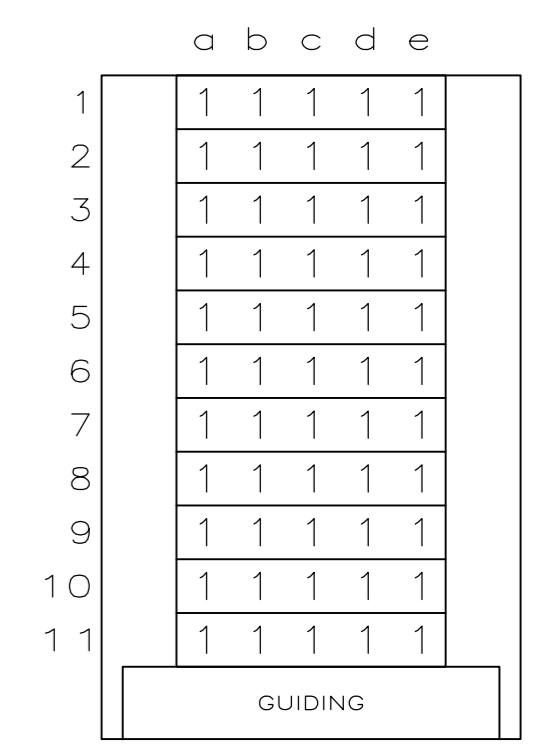 a b c d e
1 1 1 1 1 1
2 1 1 1 1 1
3 1 1 1 1 1
4 1 1 1 1 1
5 1 1 1 1 1
6 1 1 1 1 1
7 1 1 1 1 1
8 1 1 1 1 1
9 1 1 1 1 1
10 1 1 1 1 1
11 1 1 1 1 1
GUIDING